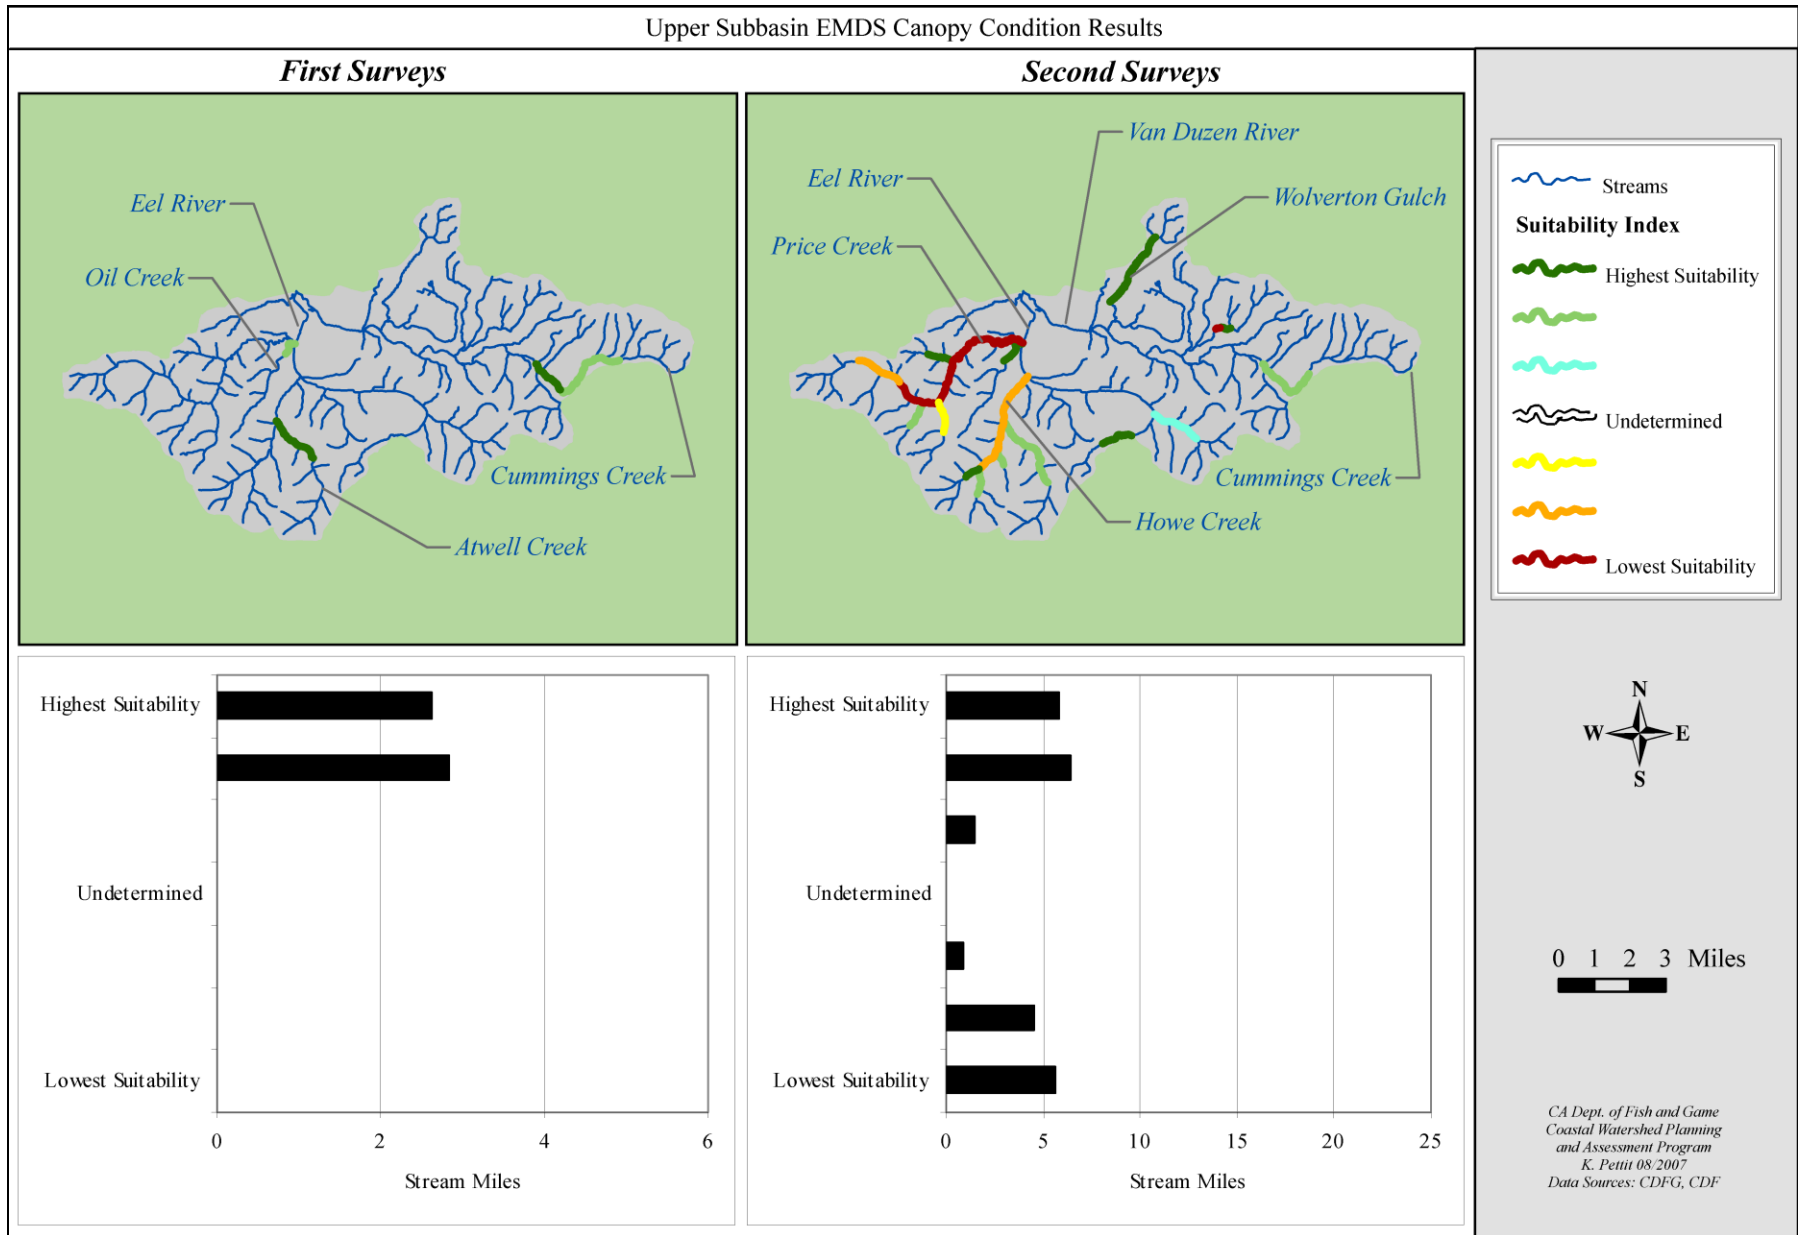 Upper Subbasin EMDS Canopy Condition Results
First Surveys
Eel River
Oil Creek
Cummings Creek
Atwell Creek
Second Surveys
Van Duzen River
Eel River
Wolverton Gulch
Price Creek
Cummings Creek
Howe Creek
Streams
Suitability Index
Highest Suitability
Undetermined
Lowest Suitability
Highest Suitability
Undetermined
Lowest Suitability
0 2 4 6
Stream Miles
Highest Suitability
Undetermined
Lowest Suitability
0 5 10 15 20 25
Stream Miles
N
W E
S
0 1 2 3 Miles
CA Dept. of Fish and Game
Coastal Watershed Planning
and Assessment Program
K. Pettit 08/2007
Data Sources: CDFG, CDF